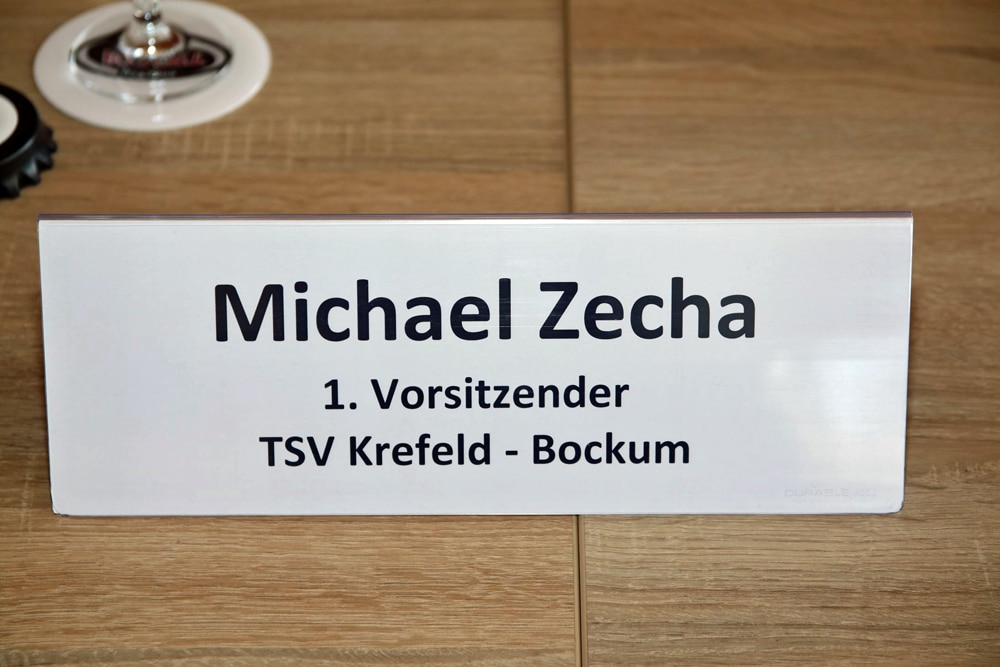 Michael Zecha
1. Vorsitzender
TSV Krefeld - Bockum